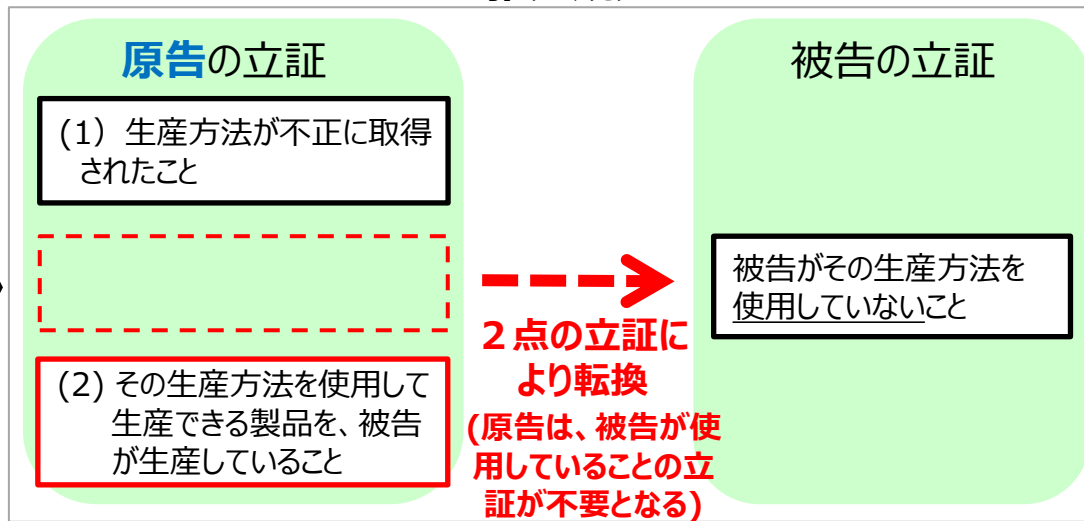 原告の立証
(1) 生産方法が不正に取得
されたこと
(2) その生産方法を使用して
生産できる製品を、被告
が生産していること
２点の立証に
より転換
(原告は、被告が使
用していることの立
証が不要となる)
被告の立証
被告がその生産方法を
使用していないこと